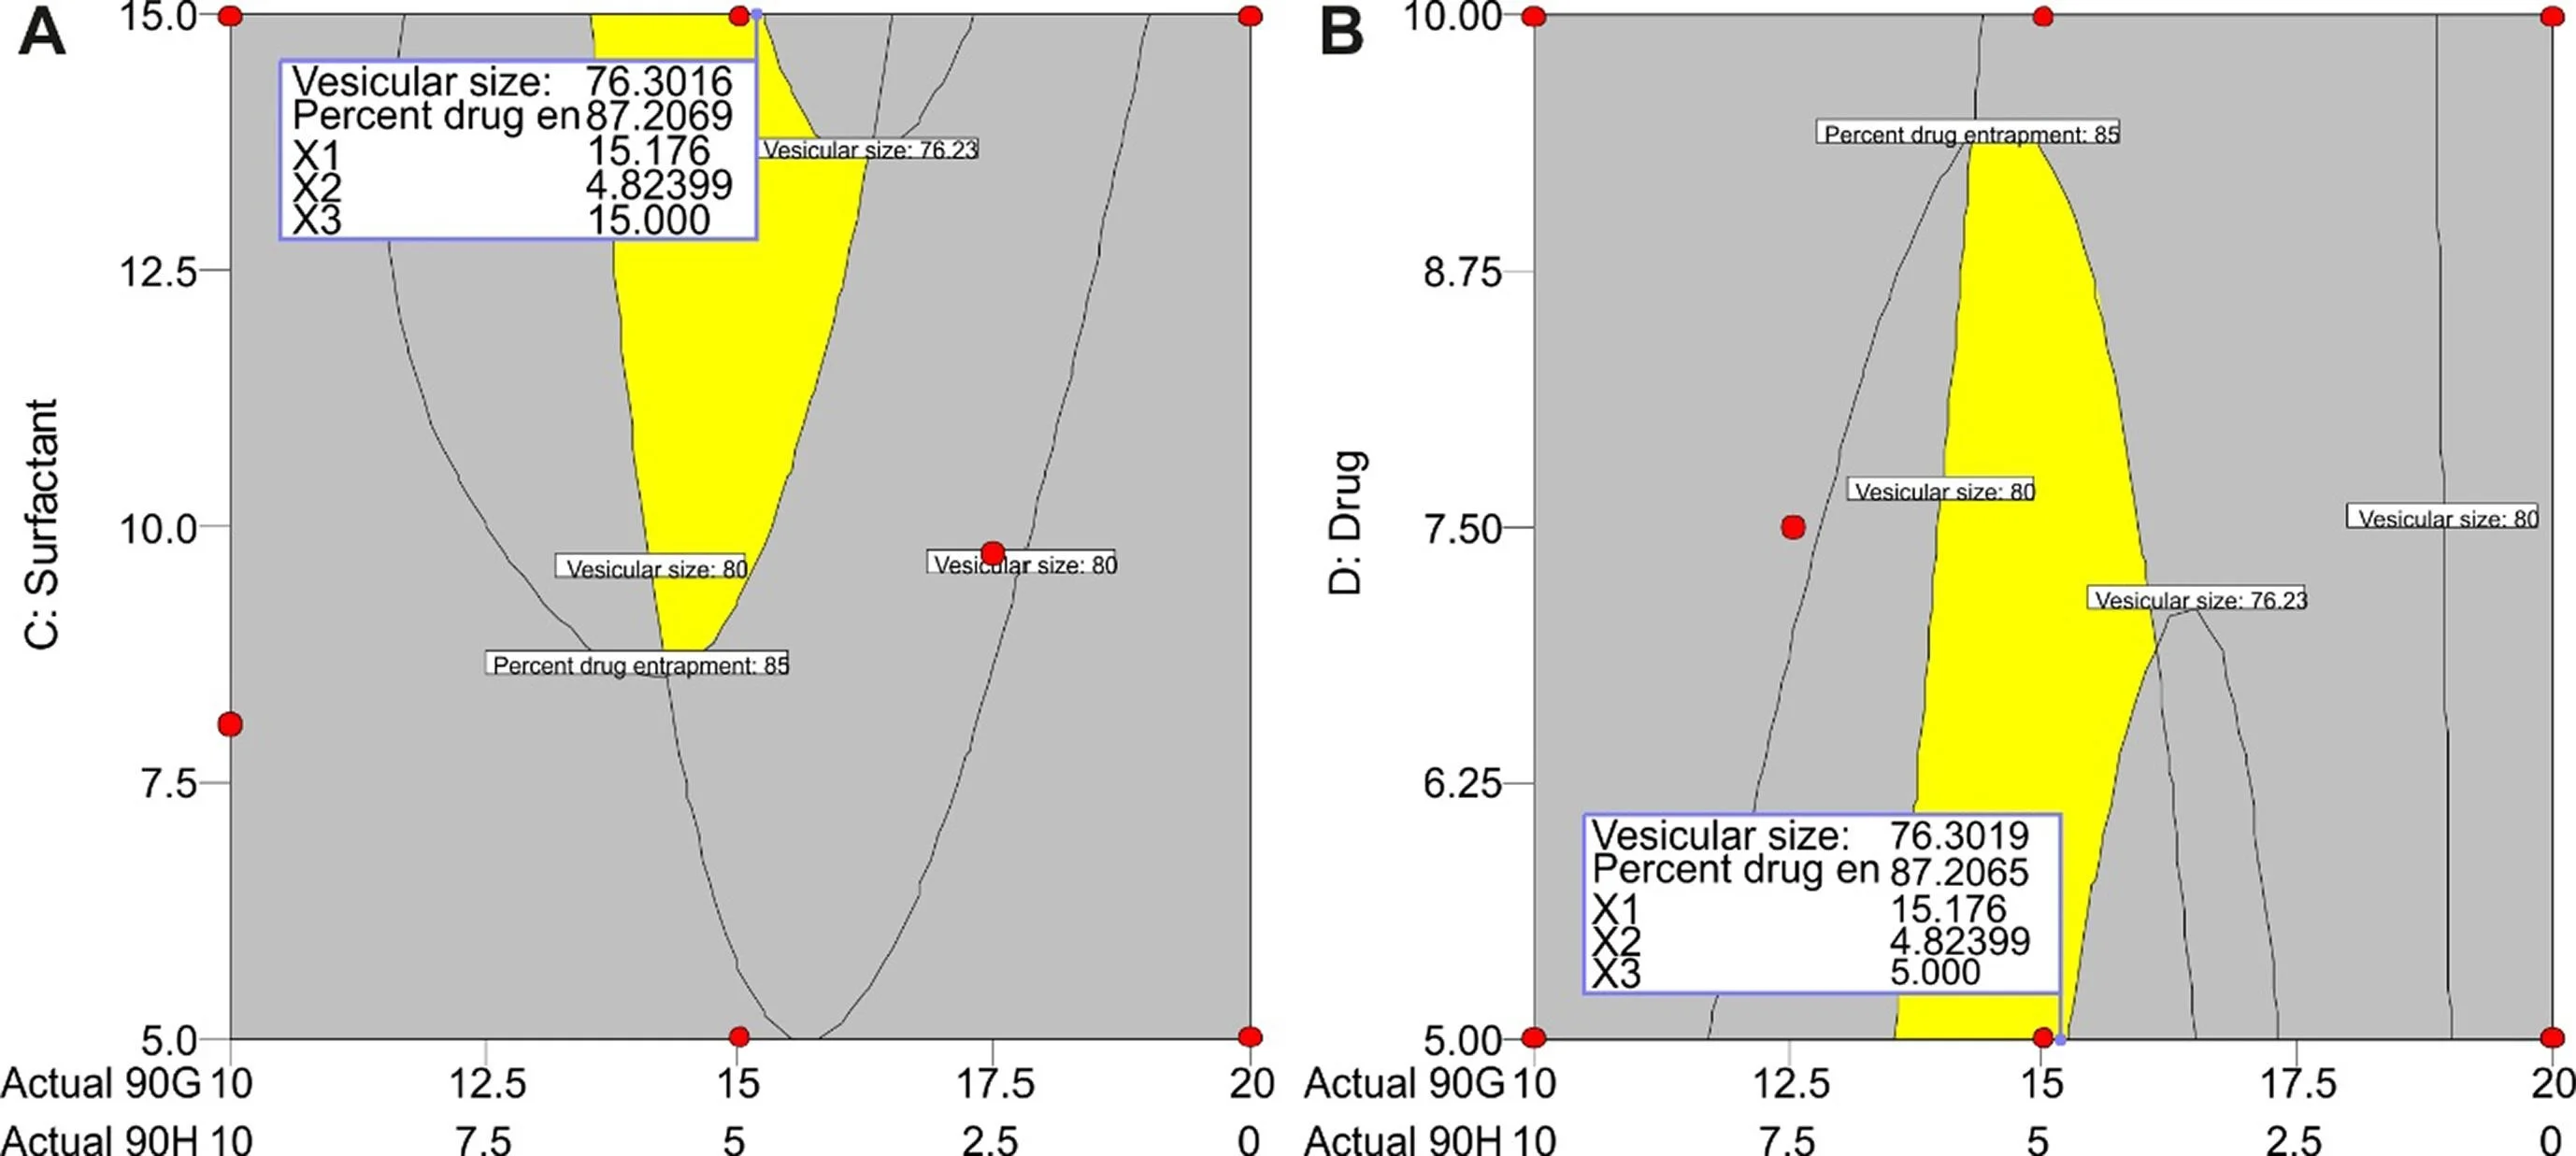 A
15.0
12.5
10.0
7.5
5.0
C: Surfactant
Vesicular size: 76.3016
Percent drug en 87.2069
X1 15.176
X2 4.82399
X3 15.000
Vesicular size: 76.23
Vesicular size: 80
Vesicular size: 80
Percent drug entrapment: 85
Actual 90G 10 12.5 15 17.5 20
Actual 90H 10 7.5 5 2.5 0
B
10.00
8.75
7.50
6.25
5.00
D: Drug
Percent drug entrapment: 85
Vesicular size: 80
Vesicular size: 80
Vesicular size: 76.23
Vesicular size: 76.3019
Percent drug en 87.2065
X1 15.176
X2 4.82399
X3 5.000
Actual 90G 10 12.5 15 17.5 20
Actual 90H 10 7.5 5 2.5 0